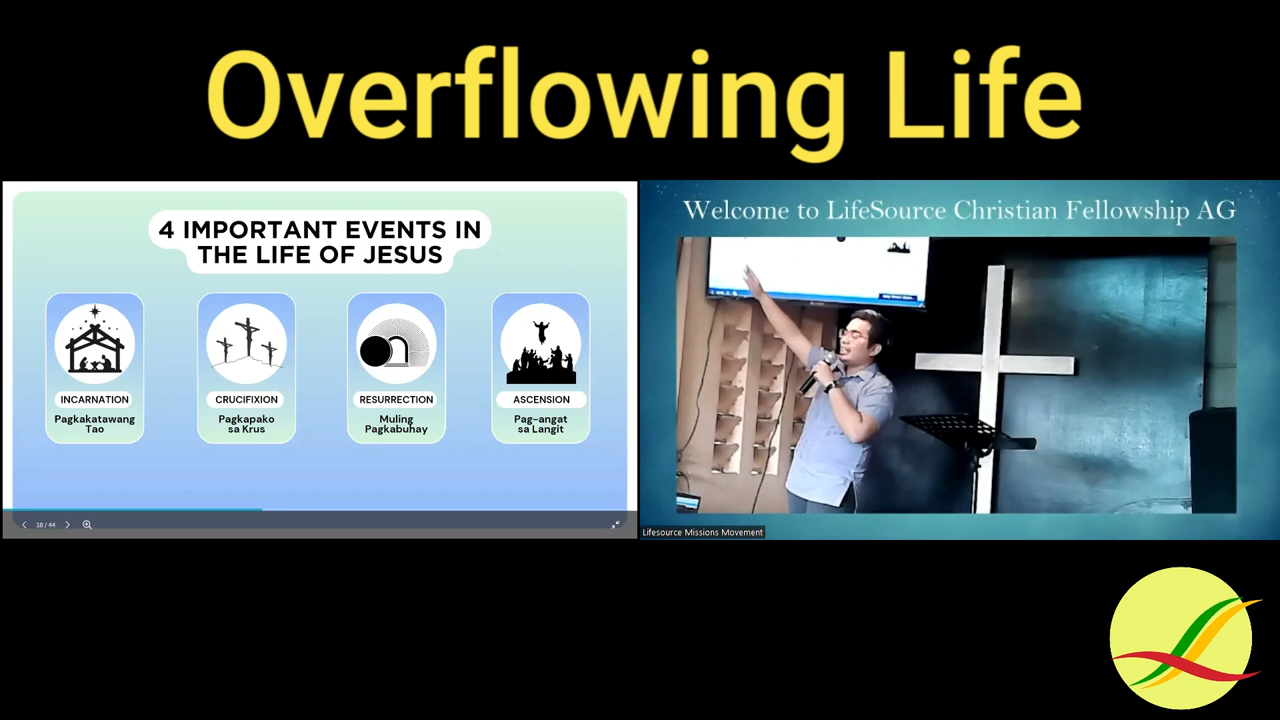 Overflowing Life
4 IMPORTANT EVENTS IN
THE LIFE OF JESUS
INCARNATION
Pagkakatawang
Tao
CRUCIFIXION
Pagkapako
sa Krus
RESURRECTION
Muling
Pagkabuhay
ASCENSION
Pag-angat
sa Langit
18 / 44
Welcome to LifeSource Christian Fellowship AG
Lifesource Missions Movement